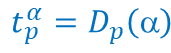 t_p^α = D_p(α)